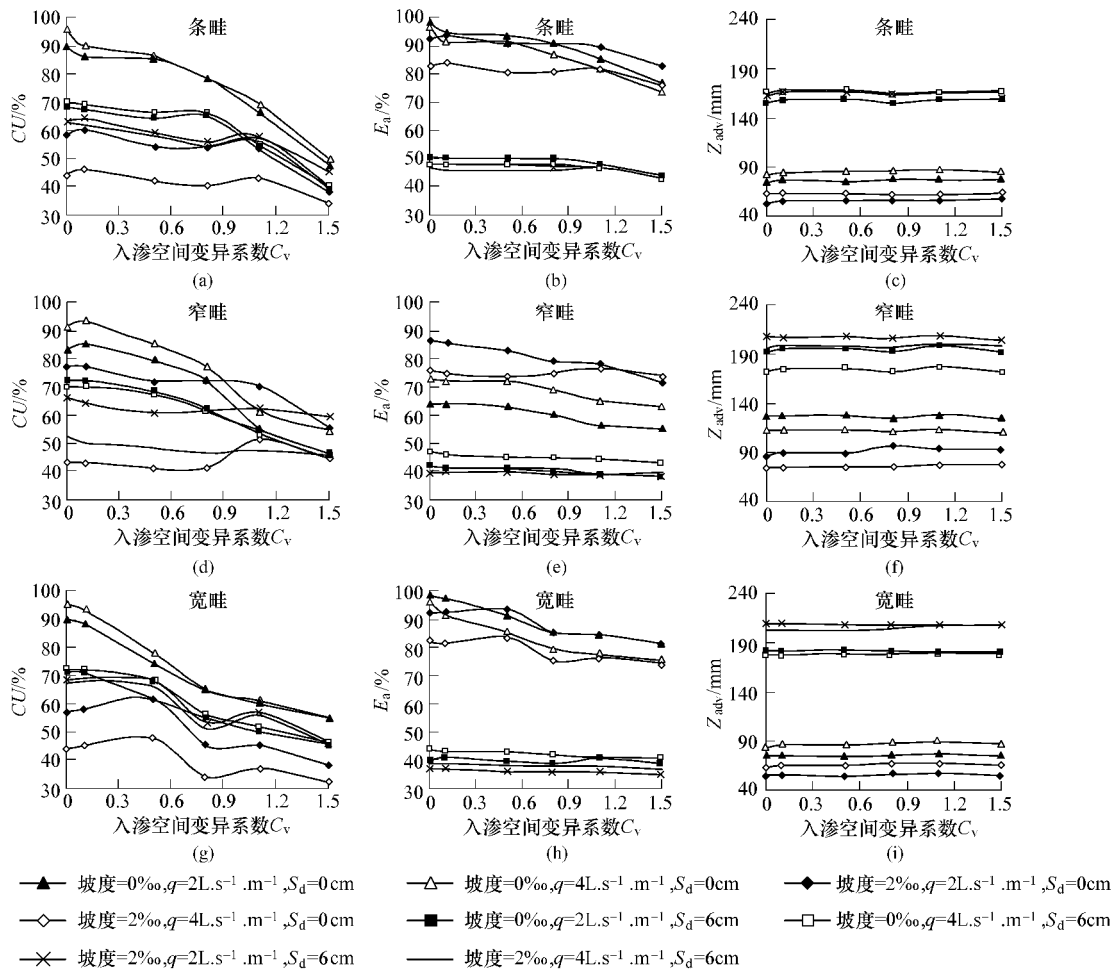 条畦
CU/%
100
90
80
70
60
50
40
30
0 0.3 0.6 0.9 1.2 1.5
入渗空间变异系数Cv
(a)
条畦
Ea/%
100
90
80
70
60
50
40
30
0 0.3 0.6 0.9 1.2 1.5
入渗空间变异系数Cv
(b)
条畦
Zadv/mm
240
190
140
90
40
0 0.3 0.6 0.9 1.2 1.5
入渗空间变异系数Cv
(c)
窄畦
CU/%
100
90
80
70
60
50
40
30
0 0.3 0.6 0.9 1.2 1.5
入渗空间变异系数Cv
(d)
窄畦
Ea/%
100
90
80
70
60
50
40
30
0 0.3 0.6 0.9 1.2 1.5
入渗空间变异系数Cv
(e)
窄畦
Zadv/mm
240
190
140
90
40
0 0.3 0.6 0.9 1.2 1.5
入渗空间变异系数Cv
(f)
宽畦
CU/%
100
90
80
70
60
50
40
30
0 0.3 0.6 0.9 1.2 1.5
入渗空间变异系数Cv
(g)
宽畦
Ea/%
100
90
80
70
60
50
40
30
0 0.3 0.6 0.9 1.2 1.5
入渗空间变异系数Cv
(h)
宽畦
Zadv/mm
240
190
140
90
40
0 0.3 0.6 0.9 1.2 1.5
入渗空间变异系数Cv
(i)
坡度=0‰,q=2L.s⁻¹.m⁻¹,Sd=0cm
坡度=0‰,q=4L.s⁻¹.m⁻¹,Sd=0cm
坡度=2‰,q=2L.s⁻¹.m⁻¹,Sd=0cm
坡度=2‰,q=4L.s⁻¹.m⁻¹,Sd=0cm
坡度=0‰,q=2L.s⁻¹.m⁻¹,Sd=6cm
坡度=0‰,q=4L.s⁻¹.m⁻¹,Sd=6cm
坡度=2‰,q=2L.s⁻¹.m⁻¹,Sd=6cm
坡度=2‰,q=4L.s⁻¹.m⁻¹,Sd=6cm